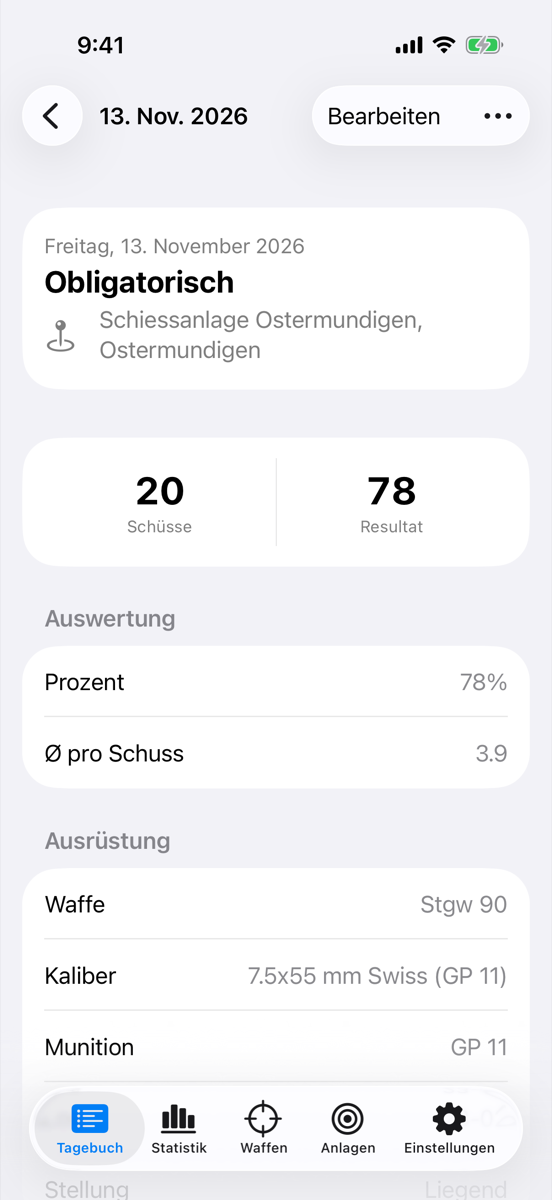 9:41
13. Nov. 2026
Bearbeiten
Freitag, 13. November 2026
Obligatorisch
Schiessanlage Ostermundigen,
Ostermundigen
20
Schüsse
78
Resultat
Auswertung
Prozent
78%
Ø pro Schuss
3.9
Ausrüstung
Waffe
Stgw 90
Kaliber
7.5x55 mm Swiss (GP 11)
Munition
GP 11
Tagebuch
Statistik
Waffen
Anlagen
Einstellungen
Stellung
Liegend